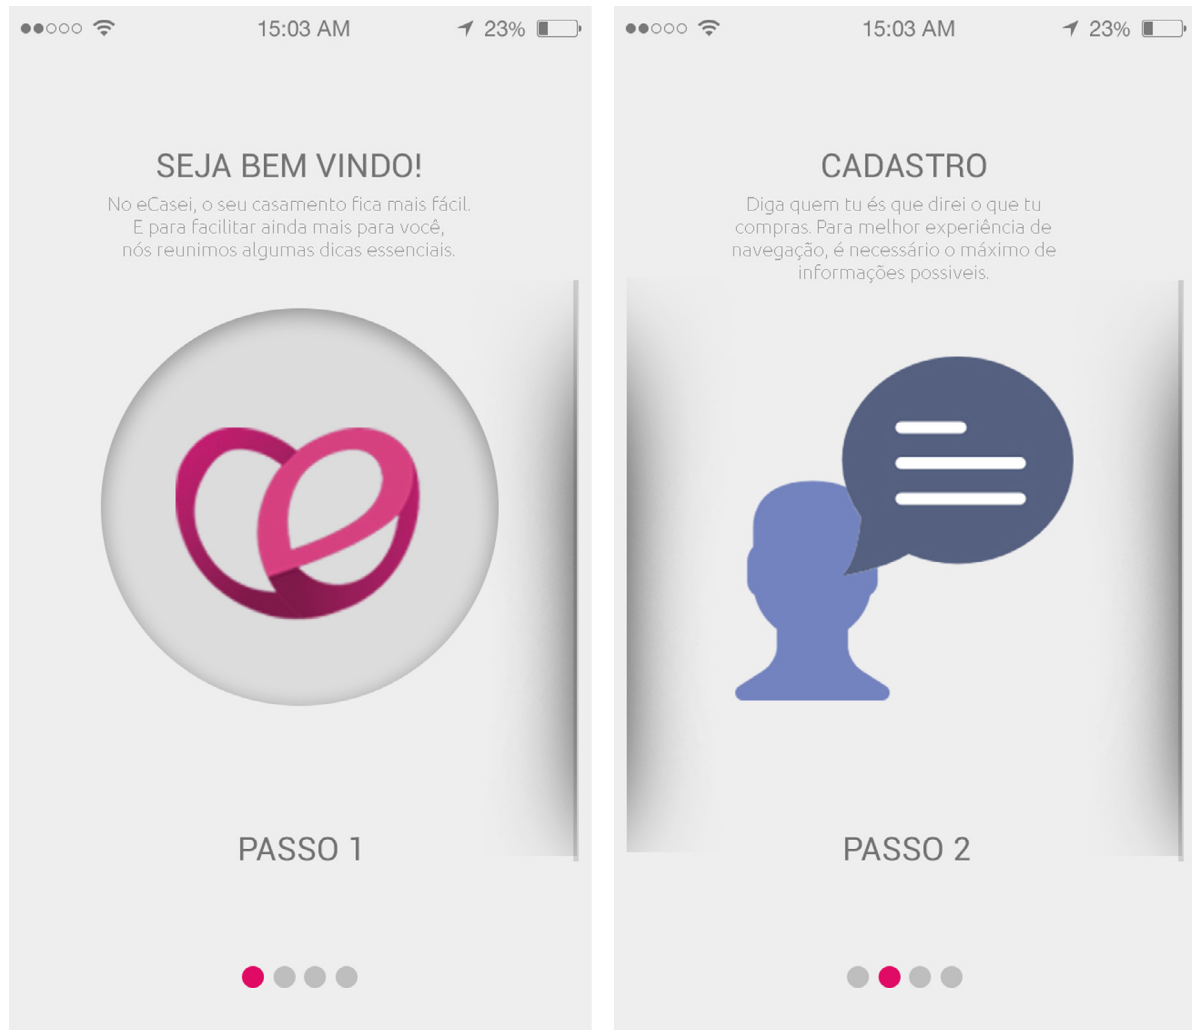 15:03 AM 23%
SEJA BEM VINDO!
No eCasei, o seu casamento fica mais fácil.
E para facilitar ainda mais para você,
nós reunimos algumas dicas essenciais.
PASSO 1
15:03 AM 23%
CADASTRO
Diga quem tu és que direi o que tu
compras. Para melhor experiência de
navegação, é necessário o máximo de
informações possiveis.
PASSO 2